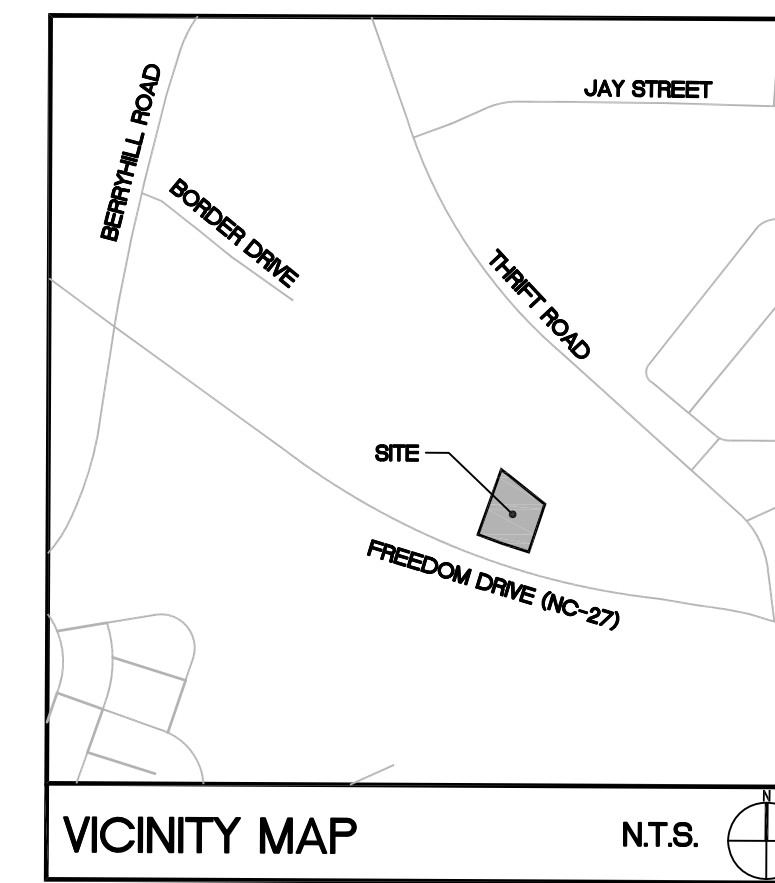 JAY STREET
BERRYHILL ROAD
BORDER DRIVE
THRIFT ROAD
SITE
FREEDOM DRIVE (NC-27)
VICINITY MAP
N.T.S.
N